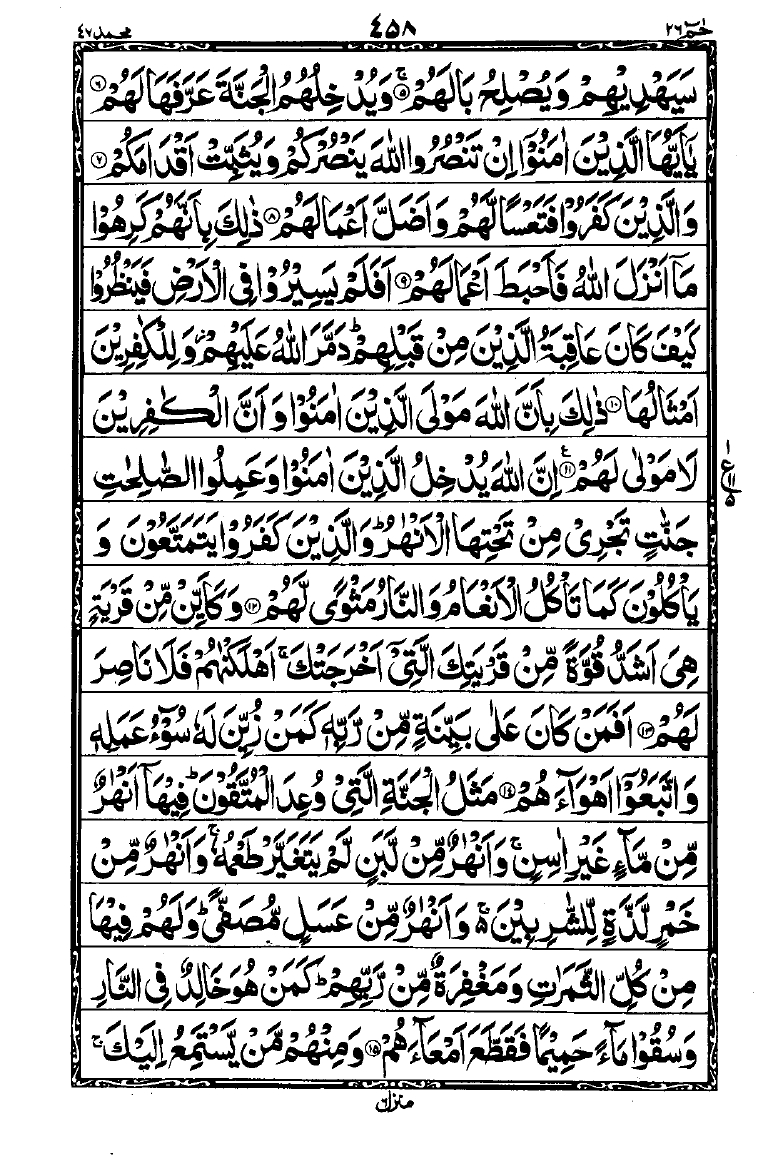 حٰمٓ ٢٦ ٤٥٨ محمد ٤٧
سَيَهْدِيْهِمْ وَيُصْلِحُ بَالَهُمْ ۚ‏٥ وَيُدْخِلُهُمُ الْجَنَّةَ عَرَّفَهَا لَهُمْ ٦
يٰۤاَيُّهَا الَّذِيْنَ اٰمَنُوْۤا اِنْ تَنْصُرُوا اللّٰهَ يَنْصُرْكُمْ وَيُثَبِّتْ اَقْدَامَكُمْ ٧
وَالَّذِيْنَ كَفَرُوْا فَتَعْسًا لَّهُمْ وَاَضَلَّ اَعْمَالَهُمْ ٨ ذٰلِكَ بِاَنَّهُمْ كَرِهُوْا
مَاۤ اَنْزَلَ اللّٰهُ فَاَحْبَطَ اَعْمَالَهُمْ ٩ اَفَلَمْ يَسِيْرُوْا فِى الْاَرْضِ فَيَنْظُرُوْا
كَيْفَ كَانَ عَاقِبَةُ الَّذِيْنَ مِنْ قَبْلِهِمْ ؕ دَمَّرَ اللّٰهُ عَلَيْهِمْ ز وَلِلْكٰفِرِيْنَ
اَمْثَالُهَا ١٠ ذٰلِكَ بِاَنَّ اللّٰهَ مَوْلَى الَّذِيْنَ اٰمَنُوْا وَاَنَّ الْكٰفِرِيْنَ
لَا مَوْلٰى لَهُمْ ١١ ع اِنَّ اللّٰهَ يُدْخِلُ الَّذِيْنَ اٰمَنُوْا وَعَمِلُوا الصّٰلِحٰتِ
١ ع ١١ ٥
جَنّٰتٍ تَجْرِىْ مِنْ تَحْتِهَا الْاَنْهٰرُ ؕ وَالَّذِيْنَ كَفَرُوْا يَتَمَتَّعُوْنَ وَ
يَاْكُلُوْنَ كَمَا تَاْكُلُ الْاَنْعَامُ وَالنَّارُ مَثْوًى لَّهُمْ ١٢ وَكَاَيِّنْ مِّنْ قَرْيَةٍ
هِىَ اَشَدُّ قُوَّةً مِّنْ قَرْيَتِكَ الَّتِىْۤ اَخْرَجَتْكَ ۚ اَهْلَكْنٰهُمْ فَلَا نَاصِرَ
لَهُمْ ١٣ اَفَمَنْ كَانَ عَلٰى بَيِّنَةٍ مِّنْ رَّبِّهٖ كَمَنْ زُيِّنَ لَهٗ سُوْٓءُ عَمَلِهٖ
وَاتَّبَعُوْۤا اَهْوَآءَهُمْ ١٤ مَثَلُ الْجَنَّةِ الَّتِىْ وُعِدَ الْمُتَّقُوْنَ ؕ فِيْهَاۤ اَنْهٰرٌ
مِّنْ مَّآءٍ غَيْرِ اٰسِنٍ ۚ وَاَنْهٰرٌ مِّنْ لَّبَنٍ لَّمْ يَتَغَيَّرْ طَعْمُهٗ ۚ وَاَنْهٰرٌ مِّنْ
خَمْرٍ لَّذَّةٍ لِّلشّٰرِبِيْنَ ۚ۬ وَاَنْهٰرٌ مِّنْ عَسَلٍ مُّصَفًّى ؕ وَلَهُمْ فِيْهَا
مِنْ كُلِّ الثَّمَرٰتِ وَمَغْفِرَةٌ مِّنْ رَّبِّهِمْ ؕ كَمَنْ هُوَ خَالِدٌ فِى النَّارِ
وَسُقُوْا مَآءً حَمِيْمًا فَقَطَّعَ اَمْعَآءَهُمْ ١٥ وَمِنْهُمْ مَّنْ يَّسْتَمِعُ اِلَيْكَ ۚ
منزل